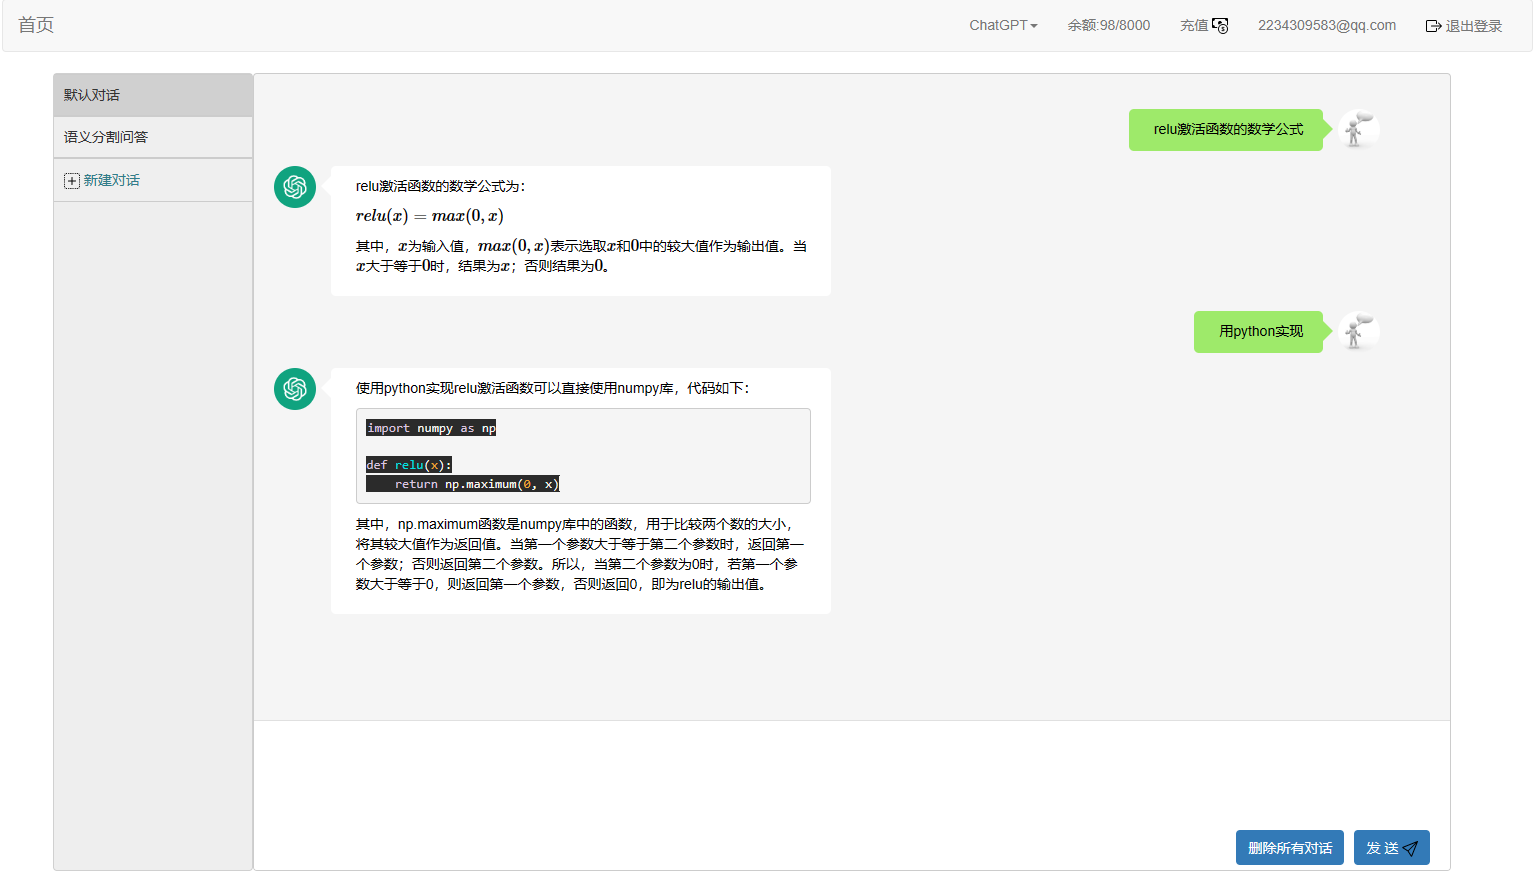 首页
ChatGPT
余额:98/8000
充值
2234309583@qq.com
退出登录
默认对话
语义分割问答
新建对话
relu激活函数的数学公式
relu激活函数的数学公式为：
relu(x) = max(0, x)
其中，x为输入值，max(0, x)表示选取x和0中的较大值作为输出值。当
x大于等于0时，结果为x；否则结果为0。
用python实现
使用python实现relu激活函数可以直接使用numpy库，代码如下：
import numpy as np
def relu(x):
    return np.maximum(0, x)
其中，np.maximum函数是numpy库中的函数，用于比较两个数的大小，
将其较大值作为返回值。当第一个参数大于等于第二个参数时，返回第一
个参数；否则返回第二个参数。所以，当第二个参数为0时，若第一个参
数大于等于0，则返回第一个参数，否则返回0，即为relu的输出值。
删除所有对话
发 送